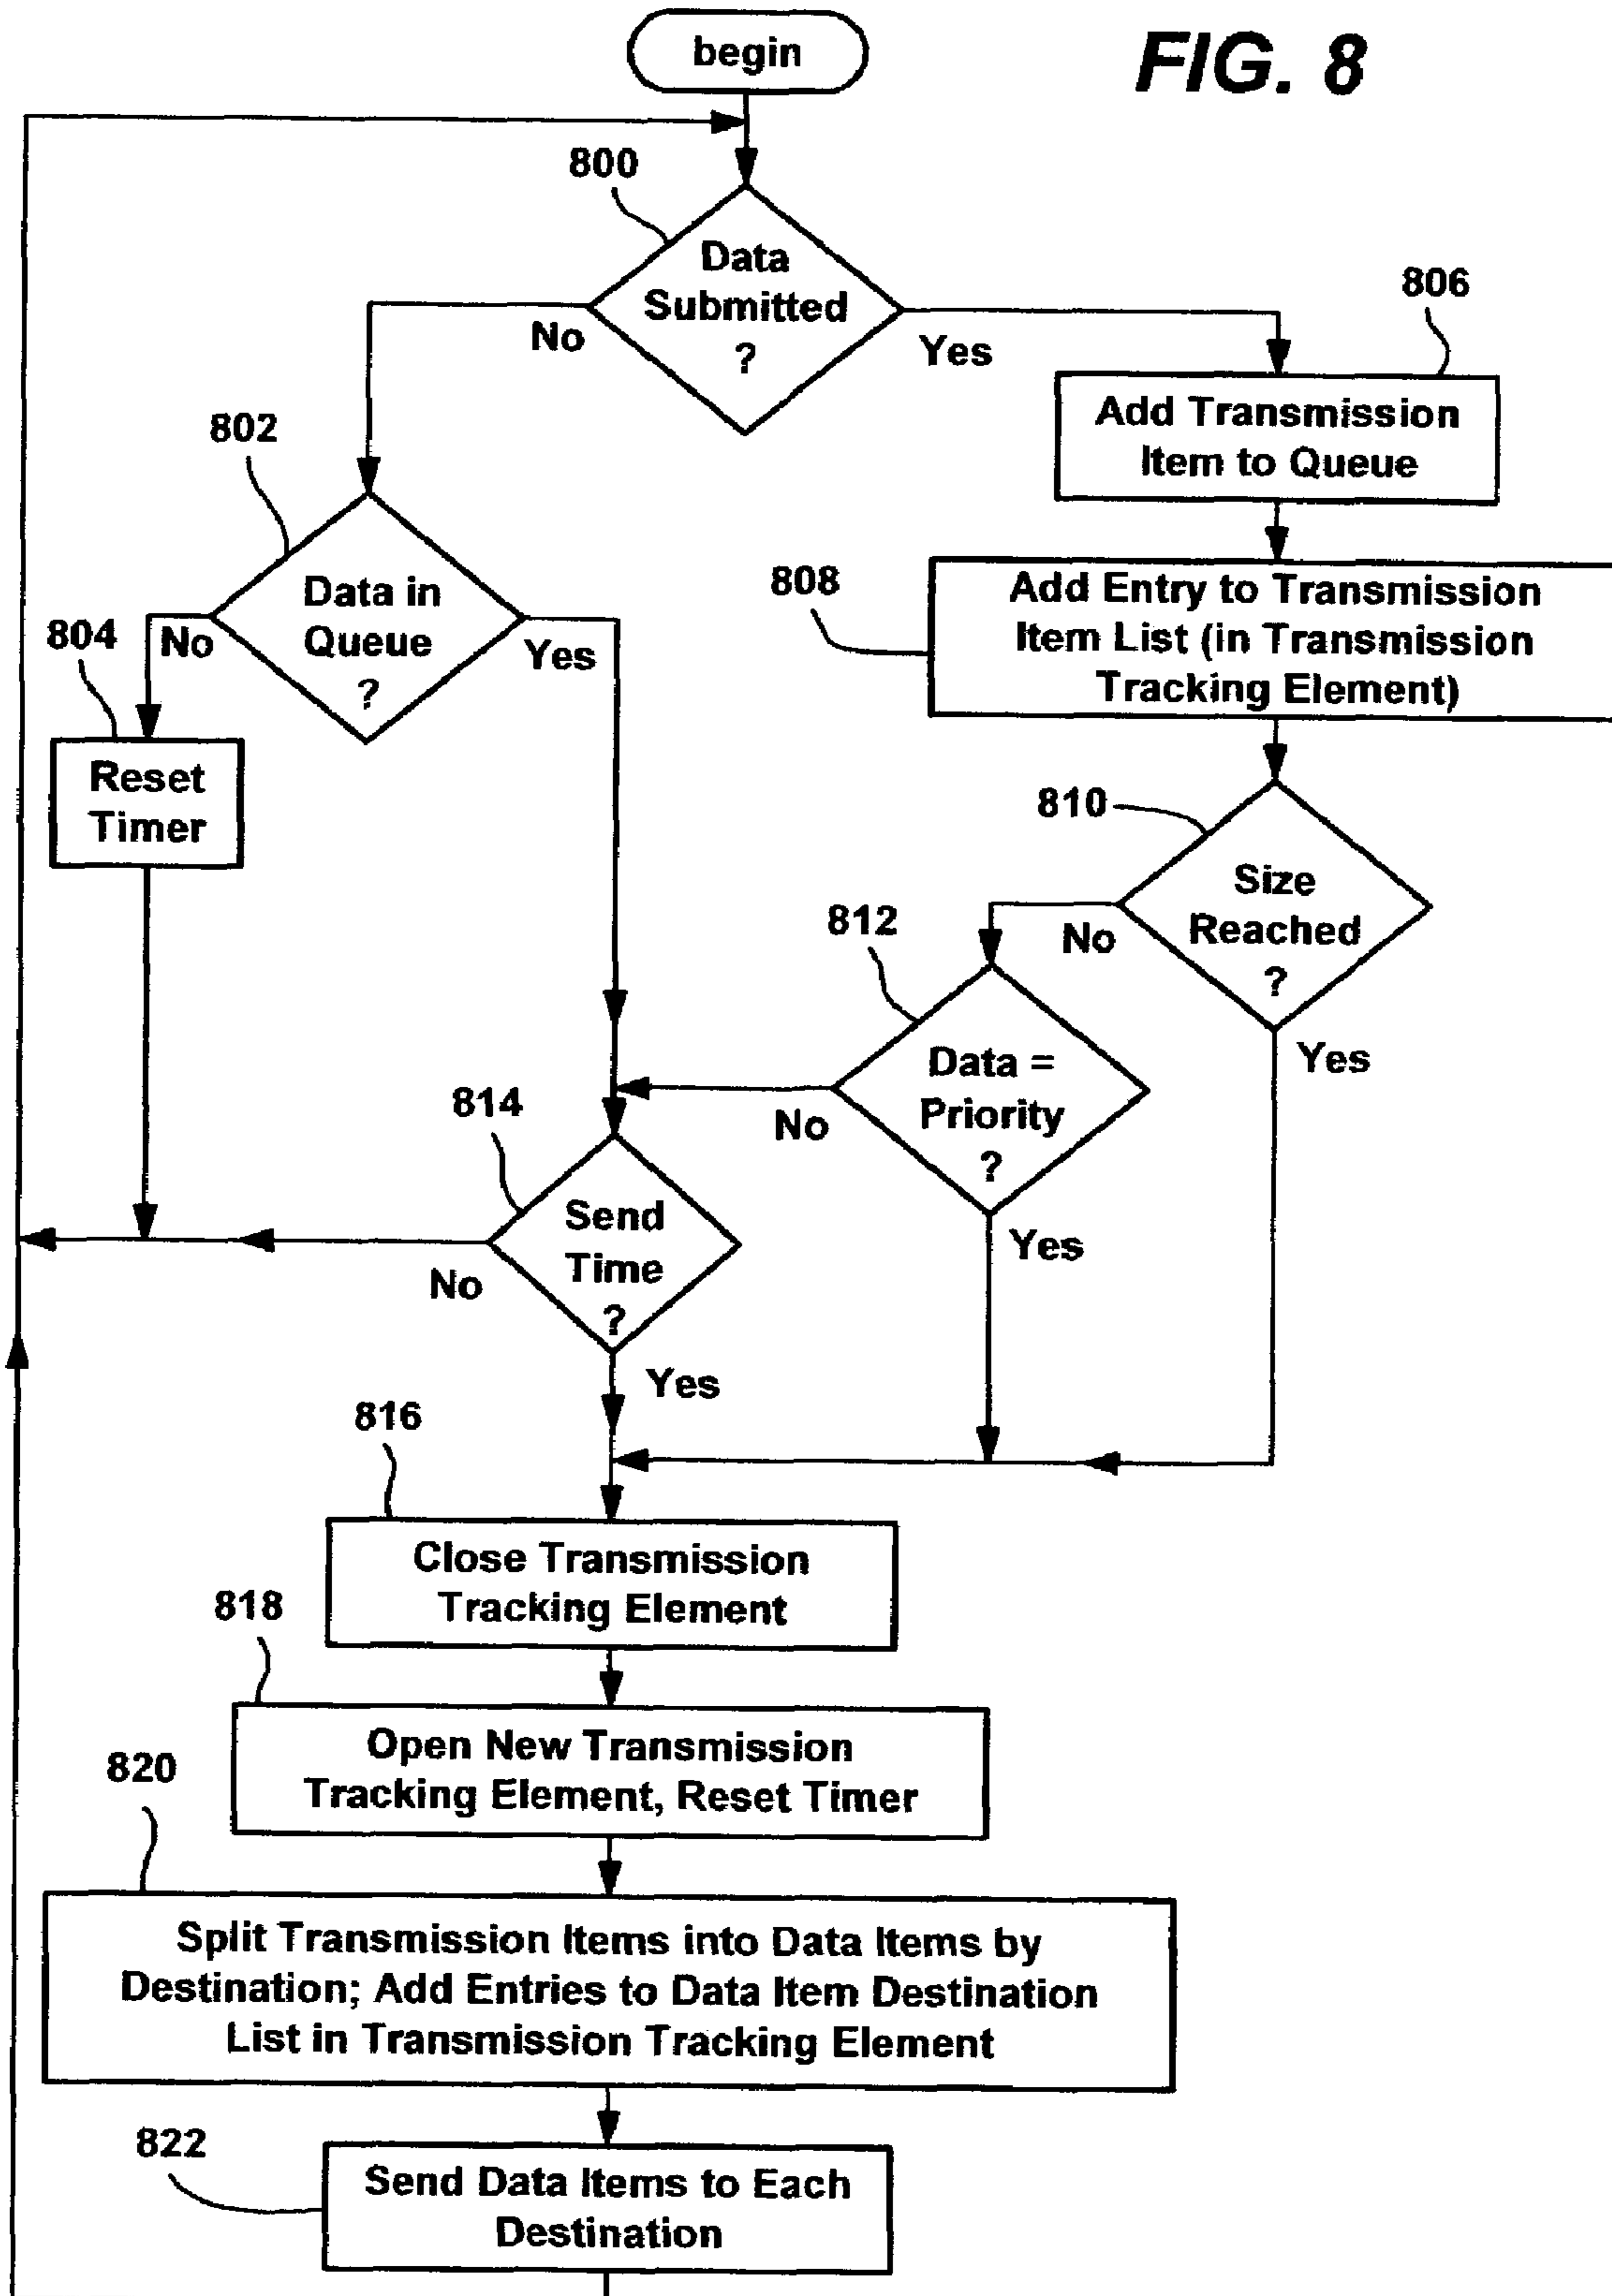 FIG. 8
begin
800
Data
Submitted
?
No
Yes
806
Add Transmission
Item to Queue
802
Data in
Queue
?
No
Yes
804
Reset
Timer
808
Add Entry to Transmission
Item List (in Transmission
Tracking Element)
810
Size
Reached
?
No
Yes
812
Data =
Priority
?
No
Yes
814
Send
Time
?
No
Yes
816
Close Transmission
Tracking Element
818
Open New Transmission
Tracking Element, Reset Timer
820
Split Transmission Items into Data Items by
Destination; Add Entries to Data Item Destination
List in Transmission Tracking Element
822
Send Data Items to Each
Destination